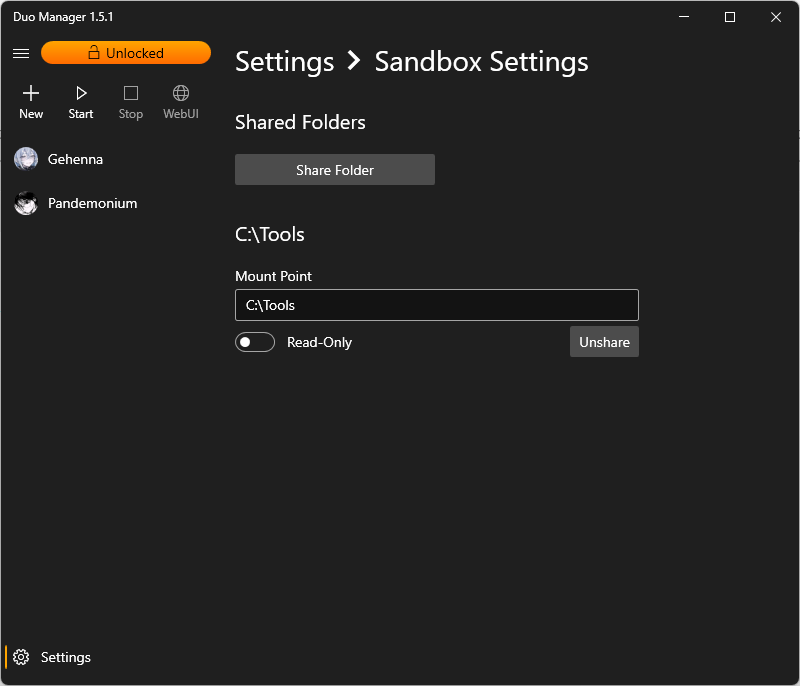 Duo Manager 1.5.1
Unlocked
New Start Stop WebUI
Gehenna
Pandemonium
Settings
Settings > Sandbox Settings
Shared Folders
Share Folder
C:\Tools
Mount Point
C:\Tools
Read-Only
Unshare